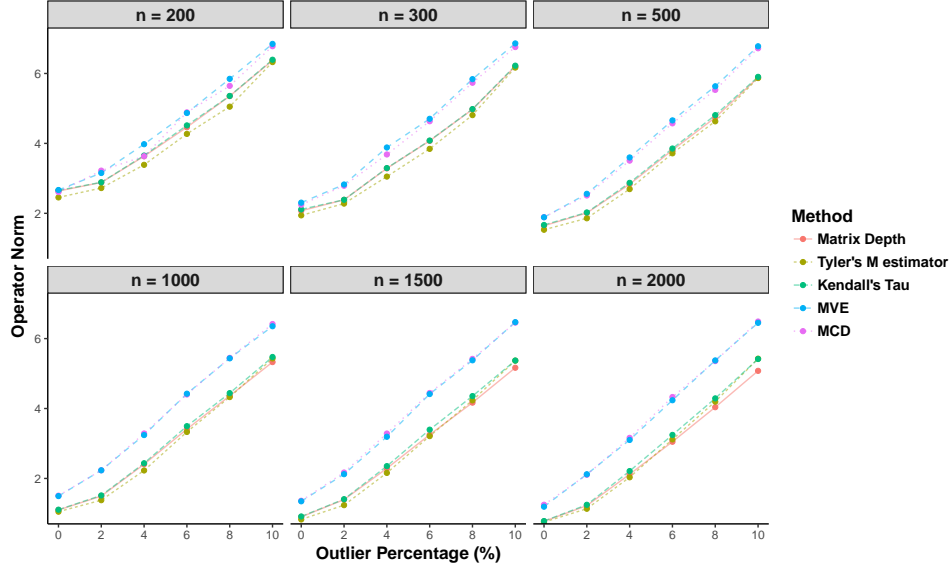 n = 200
n = 300
n = 500
6
4
2
n = 1000
n = 1500
n = 2000
6
4
2
0 2 4 6 8 10
0 2 4 6 8 10
0 2 4 6 8 10
Outlier Percentage (%)
Operator Norm
Method
Matrix Depth
Tyler's M estimator
Kendall's Tau
MVE
MCD